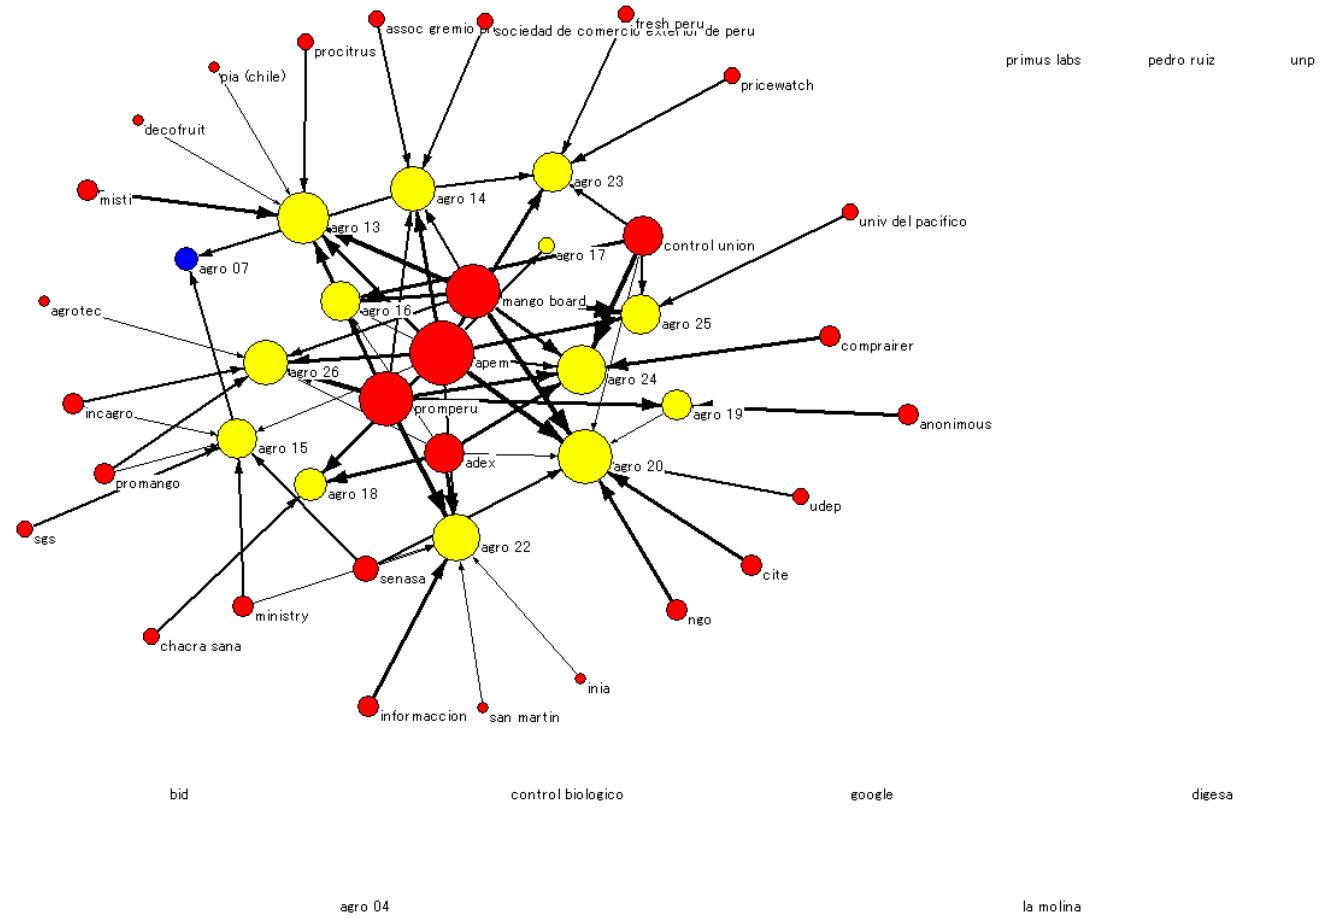 fresh peru
assoc gremio
sociedad de comercio exterior de peru
procitrus
primus labs
pedro ruiz
unp
pia (chile)
pricewatch
decofruit
agro 23
misti
agro 14
univ del pacifico
agro 13
control union
agro 17
agro 07
mango board
agrotec
agro 16
agro 25
comprairer
apem
agro 26
agro 24
promperu
incagro
agro 19
anonimous
agro 15
adex
agro 20
promango
agro 18
udep
sgs
agro 22
senasa
cite
ministry
ngo
chacra sana
inia
informaccion
san martin
bid
control biologico
google
digesa
agro 04
la molina